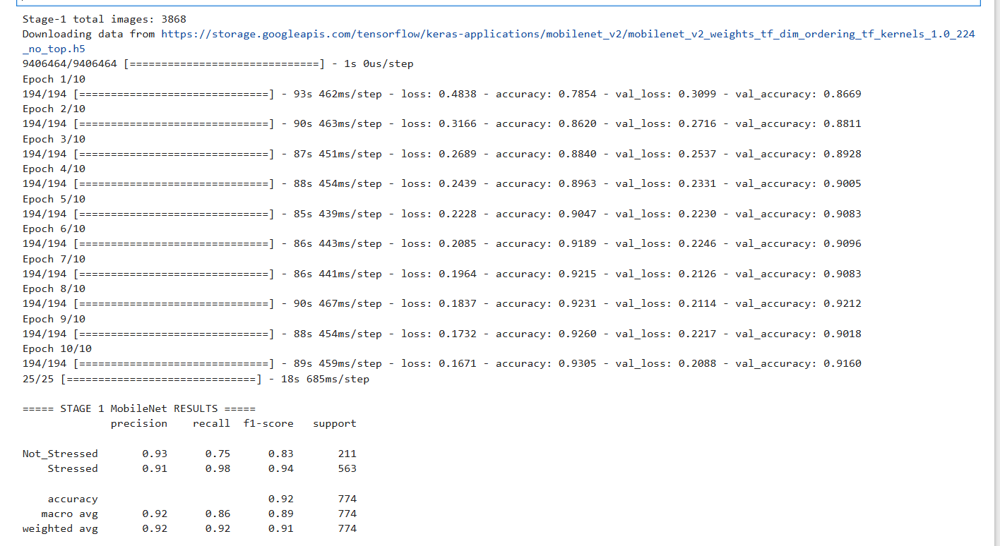 Stage-1 total images: 3868
Downloading data from https://storage.googleapis.com/tensorflow/keras-applications/mobilenet_v2/mobilenet_v2_weights_tf_dim_ordering_tf_kernels_1.0_224
_no_top.h5
9406464/9406464 [==============================] - 1s 0us/step
Epoch 1/10
194/194 [==============================] - 93s 462ms/step - loss: 0.4838 - accuracy: 0.7854 - val_loss: 0.3099 - val_accuracy: 0.8669
Epoch 2/10
194/194 [==============================] - 90s 463ms/step - loss: 0.3166 - accuracy: 0.8620 - val_loss: 0.2716 - val_accuracy: 0.8811
Epoch 3/10
194/194 [==============================] - 87s 451ms/step - loss: 0.2689 - accuracy: 0.8840 - val_loss: 0.2537 - val_accuracy: 0.8928
Epoch 4/10
194/194 [==============================] - 88s 454ms/step - loss: 0.2439 - accuracy: 0.8963 - val_loss: 0.2331 - val_accuracy: 0.9005
Epoch 5/10
194/194 [==============================] - 85s 439ms/step - loss: 0.2228 - accuracy: 0.9047 - val_loss: 0.2230 - val_accuracy: 0.9083
Epoch 6/10
194/194 [==============================] - 86s 443ms/step - loss: 0.2085 - accuracy: 0.9189 - val_loss: 0.2246 - val_accuracy: 0.9096
Epoch 7/10
194/194 [==============================] - 86s 441ms/step - loss: 0.1964 - accuracy: 0.9215 - val_loss: 0.2126 - val_accuracy: 0.9083
Epoch 8/10
194/194 [==============================] - 90s 467ms/step - loss: 0.1837 - accuracy: 0.9231 - val_loss: 0.2114 - val_accuracy: 0.9212
Epoch 9/10
194/194 [==============================] - 88s 454ms/step - loss: 0.1732 - accuracy: 0.9260 - val_loss: 0.2217 - val_accuracy: 0.9018
Epoch 10/10
194/194 [==============================] - 89s 459ms/step - loss: 0.1671 - accuracy: 0.9305 - val_loss: 0.2088 - val_accuracy: 0.9160
25/25 [==============================] - 18s 685ms/step
===== STAGE 1 MobileNet RESULTS =====
              precision    recall  f1-score   support
Not_Stressed       0.93      0.75      0.83       211
    Stressed       0.91      0.98      0.94       563
    accuracy                           0.92       774
   macro avg       0.92      0.86      0.89       774
weighted avg       0.92      0.92      0.91       774